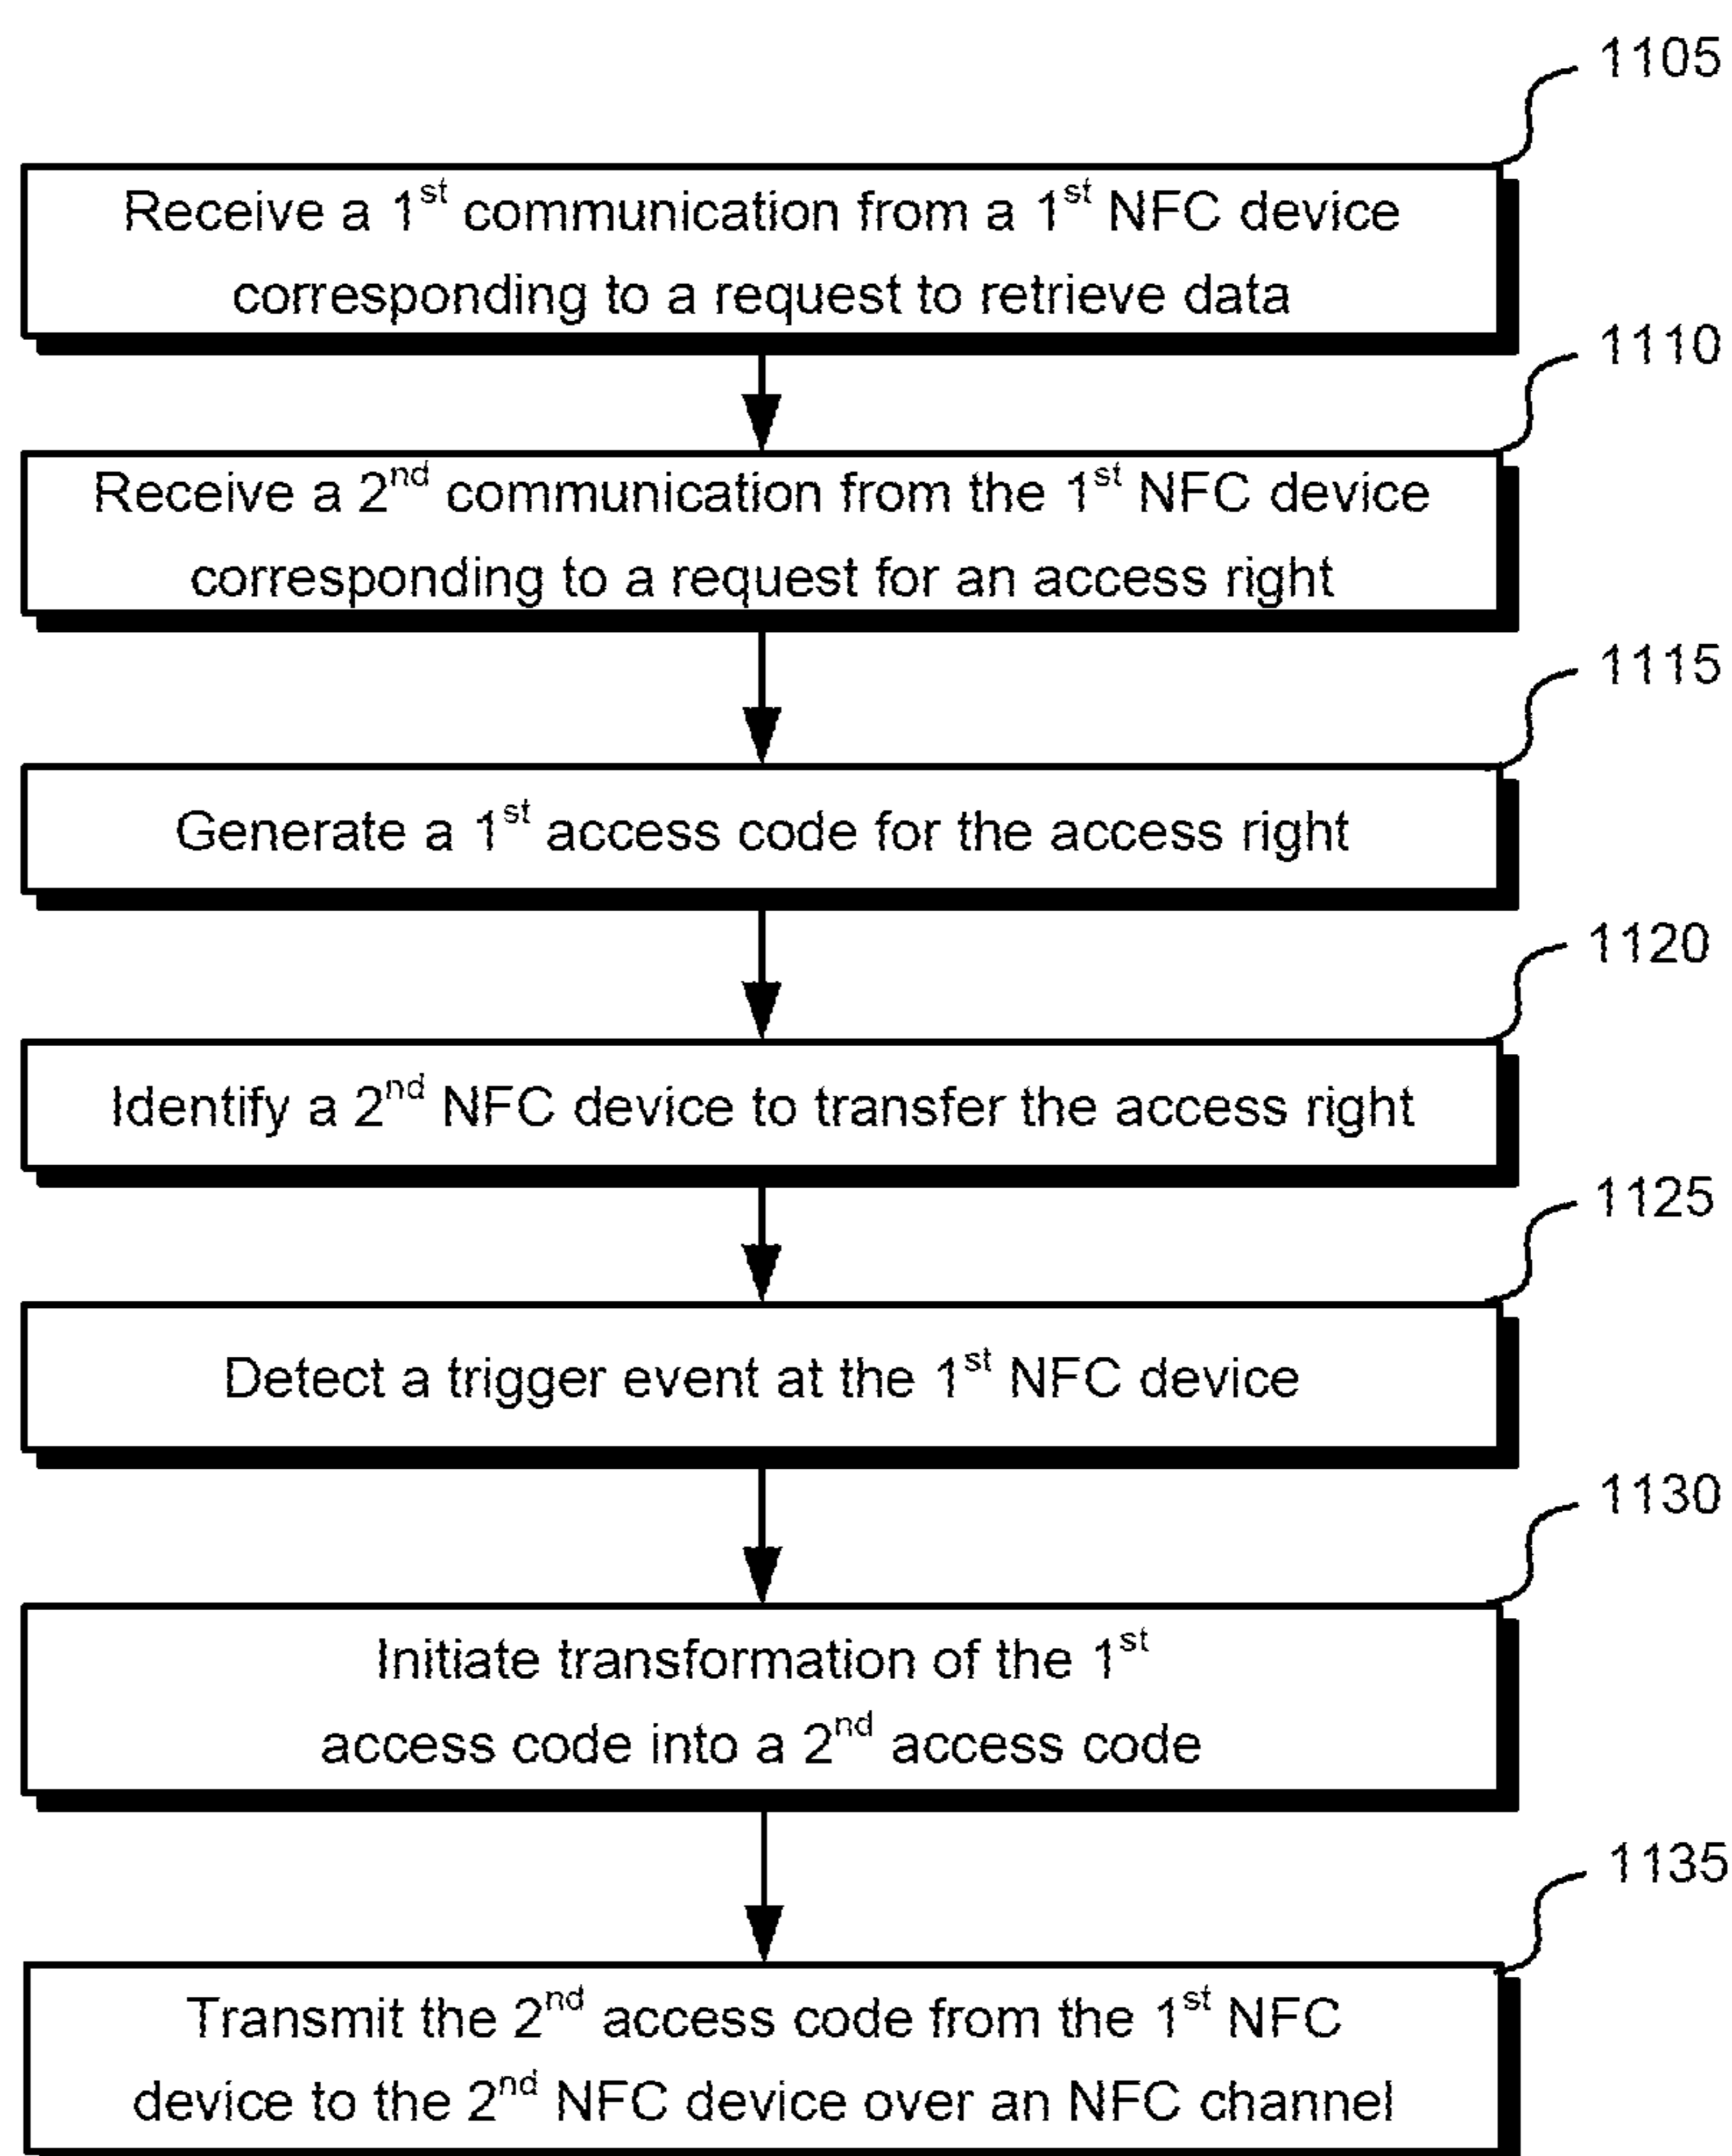 1105
Receive a 1st communication from a 1st NFC device
corresponding to a request to retrieve data
1110
Receive a 2nd communication from the 1st NFC device
corresponding to a request for an access right
1115
Generate a 1st access code for the access right
1120
Identify a 2nd NFC device to transfer the access right
1125
Detect a trigger event at the 1st NFC device
1130
Initiate transformation of the 1st
access code into a 2nd access code
1135
Transmit the 2nd access code from the 1st NFC
device to the 2nd NFC device over an NFC channel